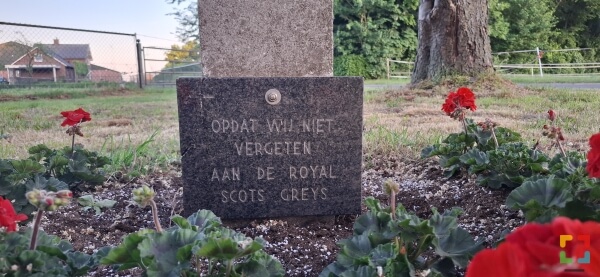 OPDAT WIJ NIET
VERGETEN
AAN DE ROYAL
SCOTS GREYS